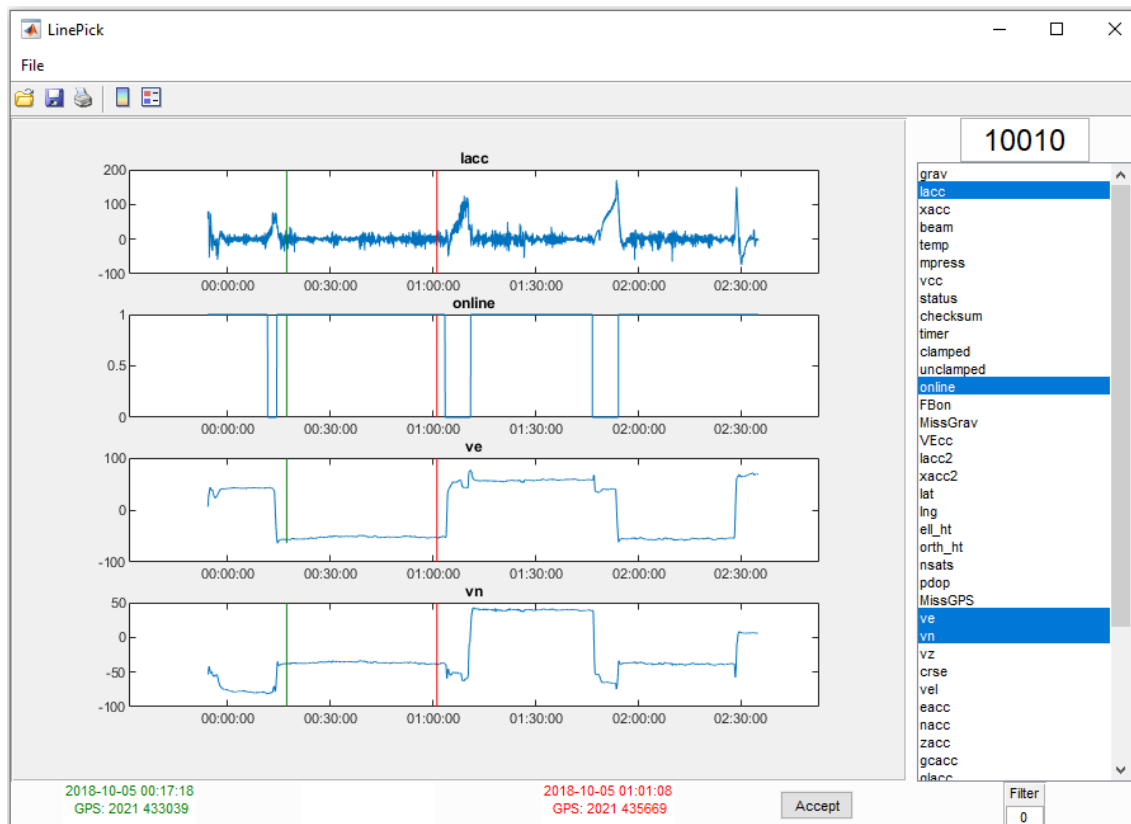 LinePick
File
10010
lacc
200
100
0
-100
00:00:00 00:30:00 01:00:00 01:30:00 02:00:00 02:30:00
online
1
0.5
0
00:00:00 00:30:00 01:00:00 01:30:00 02:00:00 02:30:00
ve
100
0
-100
00:00:00 00:30:00 01:00:00 01:30:00 02:00:00 02:30:00
vn
50
0
-50
-100
00:00:00 00:30:00 01:00:00 01:30:00 02:00:00 02:30:00
grav
lacc
xacc
beam
temp
mpress
vcc
status
checksum
timer
clamped
unclamped
online
FBon
MissGrav
VEcc
lacc2
xacc2
lat
lng
ell_ht
orth_ht
nsats
pdop
MissGPS
ve
vn
vz
crse
vel
eacc
nacc
zacc
gcacc
glacc
2018-10-05 00:17:18
GPS: 2021 433039
2018-10-05 01:01:08
GPS: 2021 435669
Accept
Filter
0